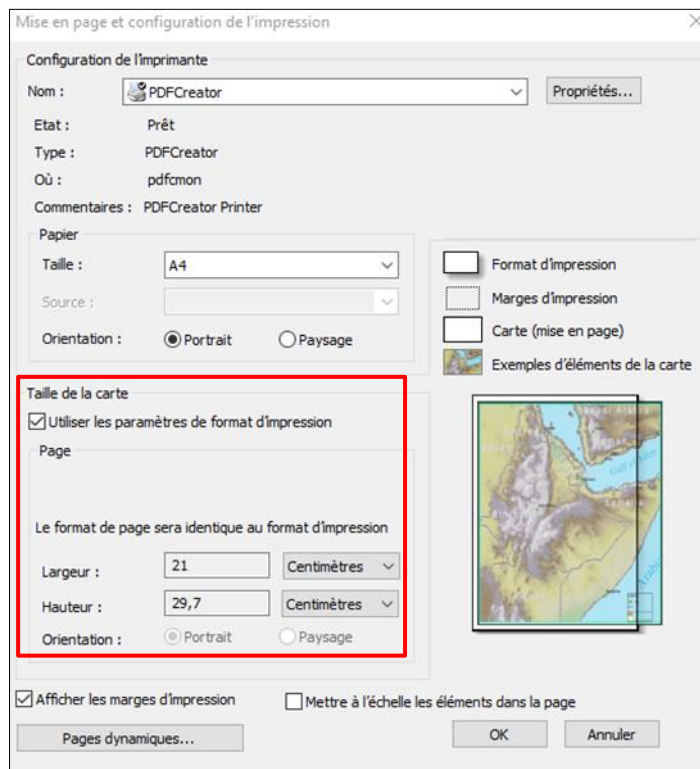 Mise en page et configuration de l'impression
Configuration de l'imprimante
Nom : PDFCreator Propriétés...
Etat : Prêt
Type : PDFCreator
Où : pdfcmon
Commentaires : PDFCreator Printer
Papier
Taille : A4
Source :
Orientation : Portrait Paysage
Format d'impression
Marges d'impression
Carte (mise en page)
Exemples d'éléments de la carte
Taille de la carte
Utiliser les paramètres de format d'impression
Page
Le format de page sera identique au format d'impression
Largeur : 21 Centimètres
Hauteur : 29,7 Centimètres
Orientation : Portrait Paysage
Afficher les marges d'impression Mettre à l'échelle les éléments dans la page
Pages dynamiques... OK Annuler